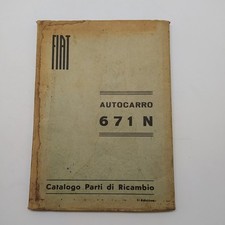 FIAT
AUTOCARRO
671 N
Catalogo Parti di Ricambio